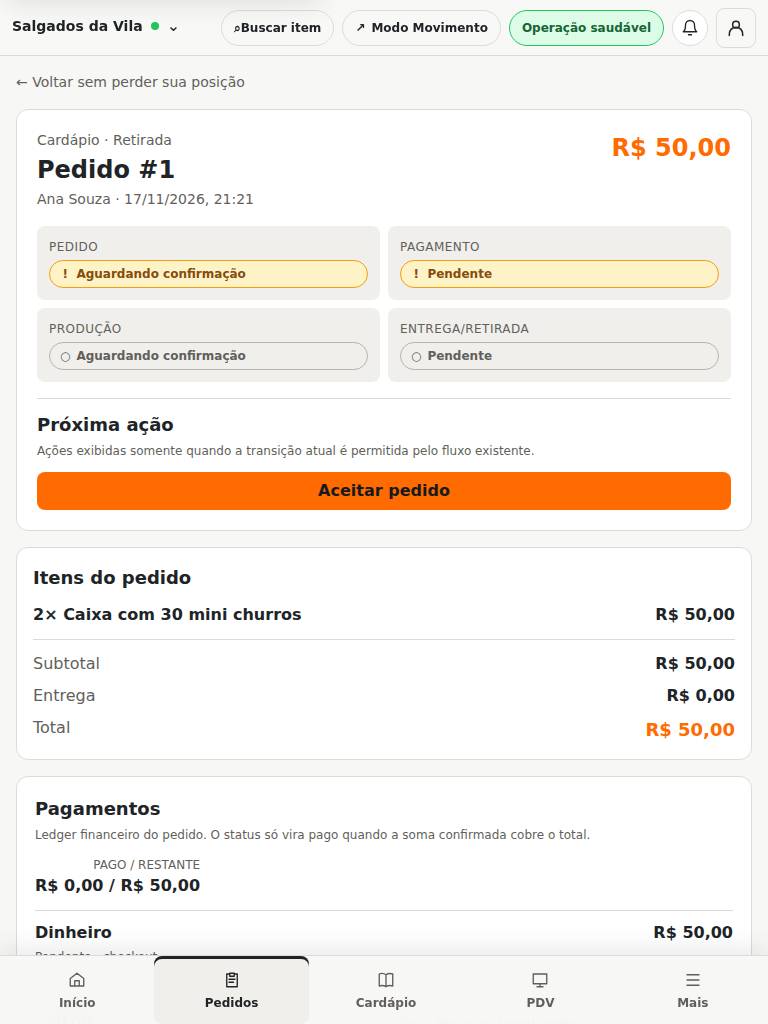 Salgados da Vila
Buscar item
↗ Modo Movimento
Operação saudável
← Voltar sem perder sua posição
Cardápio · Retirada
R$ 50,00
Pedido #1
Ana Souza · 17/11/2026, 21:21
PEDIDO
! Aguardando confirmação
PAGAMENTO
! Pendente
PRODUÇÃO
○ Aguardando confirmação
ENTREGA/RETIRADA
○ Pendente
Próxima ação
Ações exibidas somente quando a transição atual é permitida pelo fluxo existente.
Aceitar pedido
Itens do pedido
2× Caixa com 30 mini churros R$ 50,00
Subtotal R$ 50,00
Entrega R$ 0,00
Total R$ 50,00
Pagamentos
Ledger financeiro do pedido. O status só vira pago quando a soma confirmada cobre o total.
PAGO / RESTANTE
R$ 0,00 / R$ 50,00
Dinheiro R$ 50,00
Início
Pedidos
Cardápio
PDV
Mais